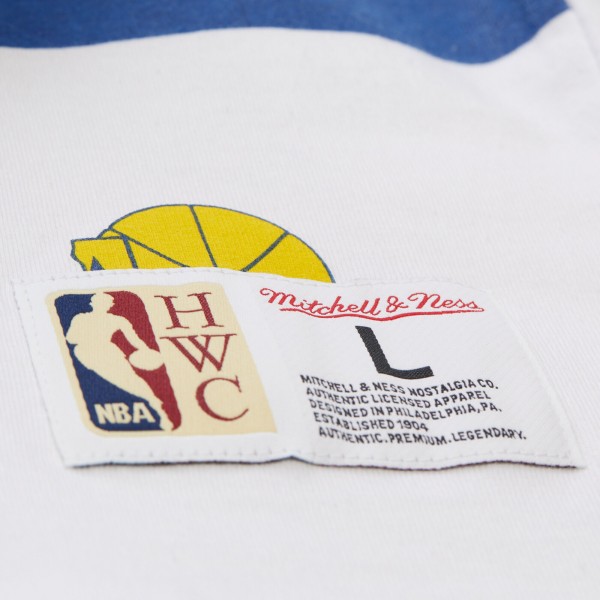 NBA
H
W
C
Mitchell & Ness
L
MITCHELL & NESS NOSTALGIA CO.
AUTHENTIC LICENSED APPAREL
DESIGNED IN PHILADELPHIA, PA.
ESTABLISHED 1904
AUTHENTIC. PREMIUM. LEGENDARY.